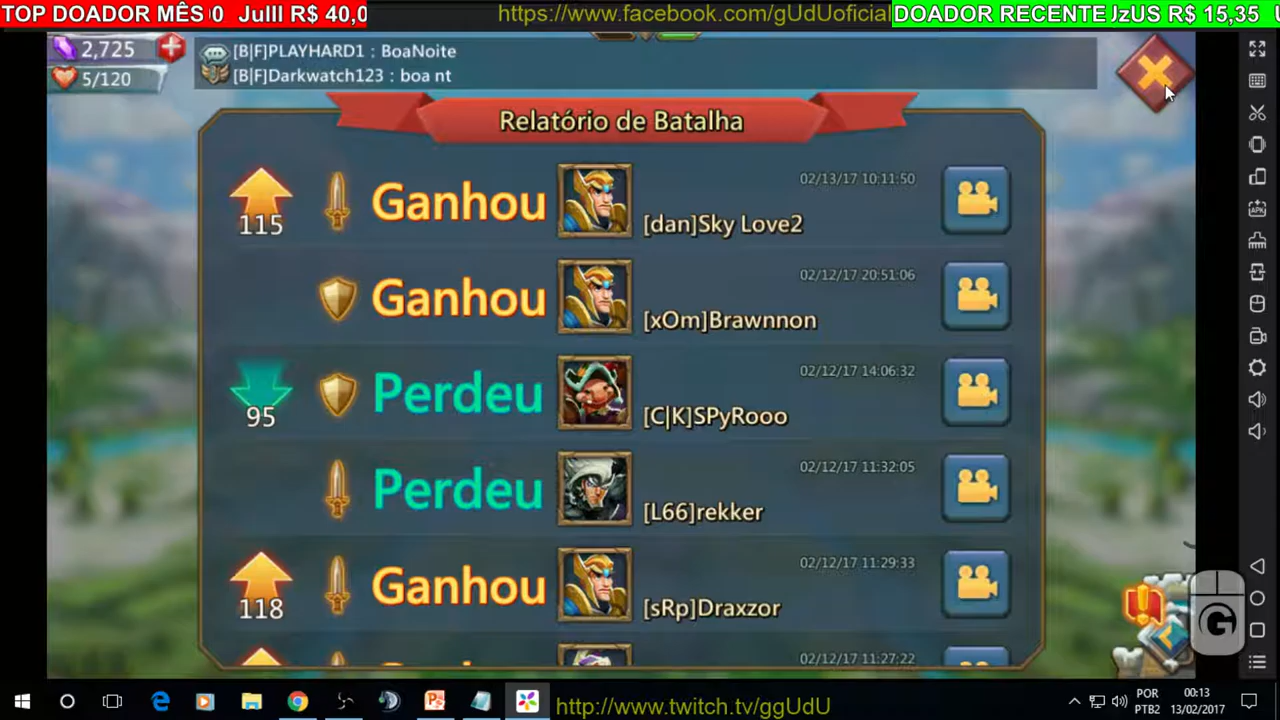 TOP DOADOR MÊS
JuIII R$ 40,0
https://www.facebook.com/gUdUoficial
DOADOR RECENTE
JzUS R$ 15,35
2,725
5/120
[B|F]PLAYHARD1 : BoaNoite
[B|F]Darkwatch123 : boa nt
Relatório de Batalha
115
Ganhou
02/13/17 10:11:50
[dan]Sky Love2
Ganhou
02/12/17 20:51:06
[xOm]Brawnnon
95
Perdeu
02/12/17 14:06:32
[C|K]SPyRooo
Perdeu
02/12/17 11:32:05
[L66]rekker
118
Ganhou
02/12/17 11:29:33
[sRp]Draxzor
02/12/17 11:27:22
APK
G
http://www.twitch.tv/ggUdU
POR
PTB2
00:13
13/02/2017